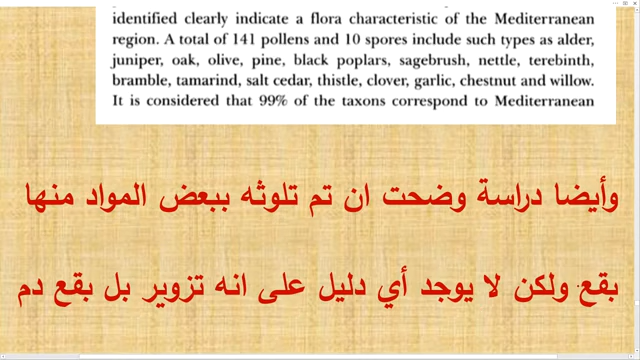 identified clearly indicate a flora characteristic of the Mediterranean
region. A total of 141 pollens and 10 spores include such types as alder,
juniper, oak, olive, pine, black poplars, sagebrush, nettle, terebinth,
bramble, tamarind, salt cedar, thistle, clover, garlic, chestnut and willow.
It is considered that 99% of the taxons correspond to Mediterranean
وأيضا دراسة وضحت ان تم تلوثه ببعض المواد منها
بقع ولكن لا يوجد أي دليل على انه تزوير بل بقع دم